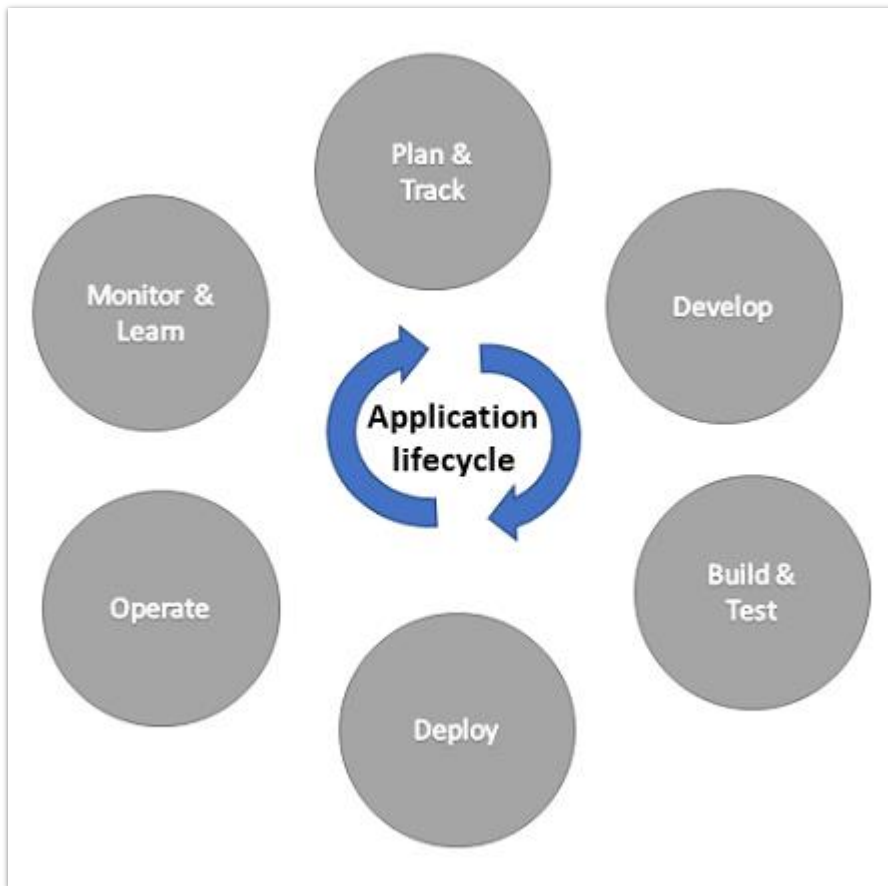 Plan &
Track
Develop
Build &
Test
Deploy
Operate
Monitor &
Learn
Application
lifecycle